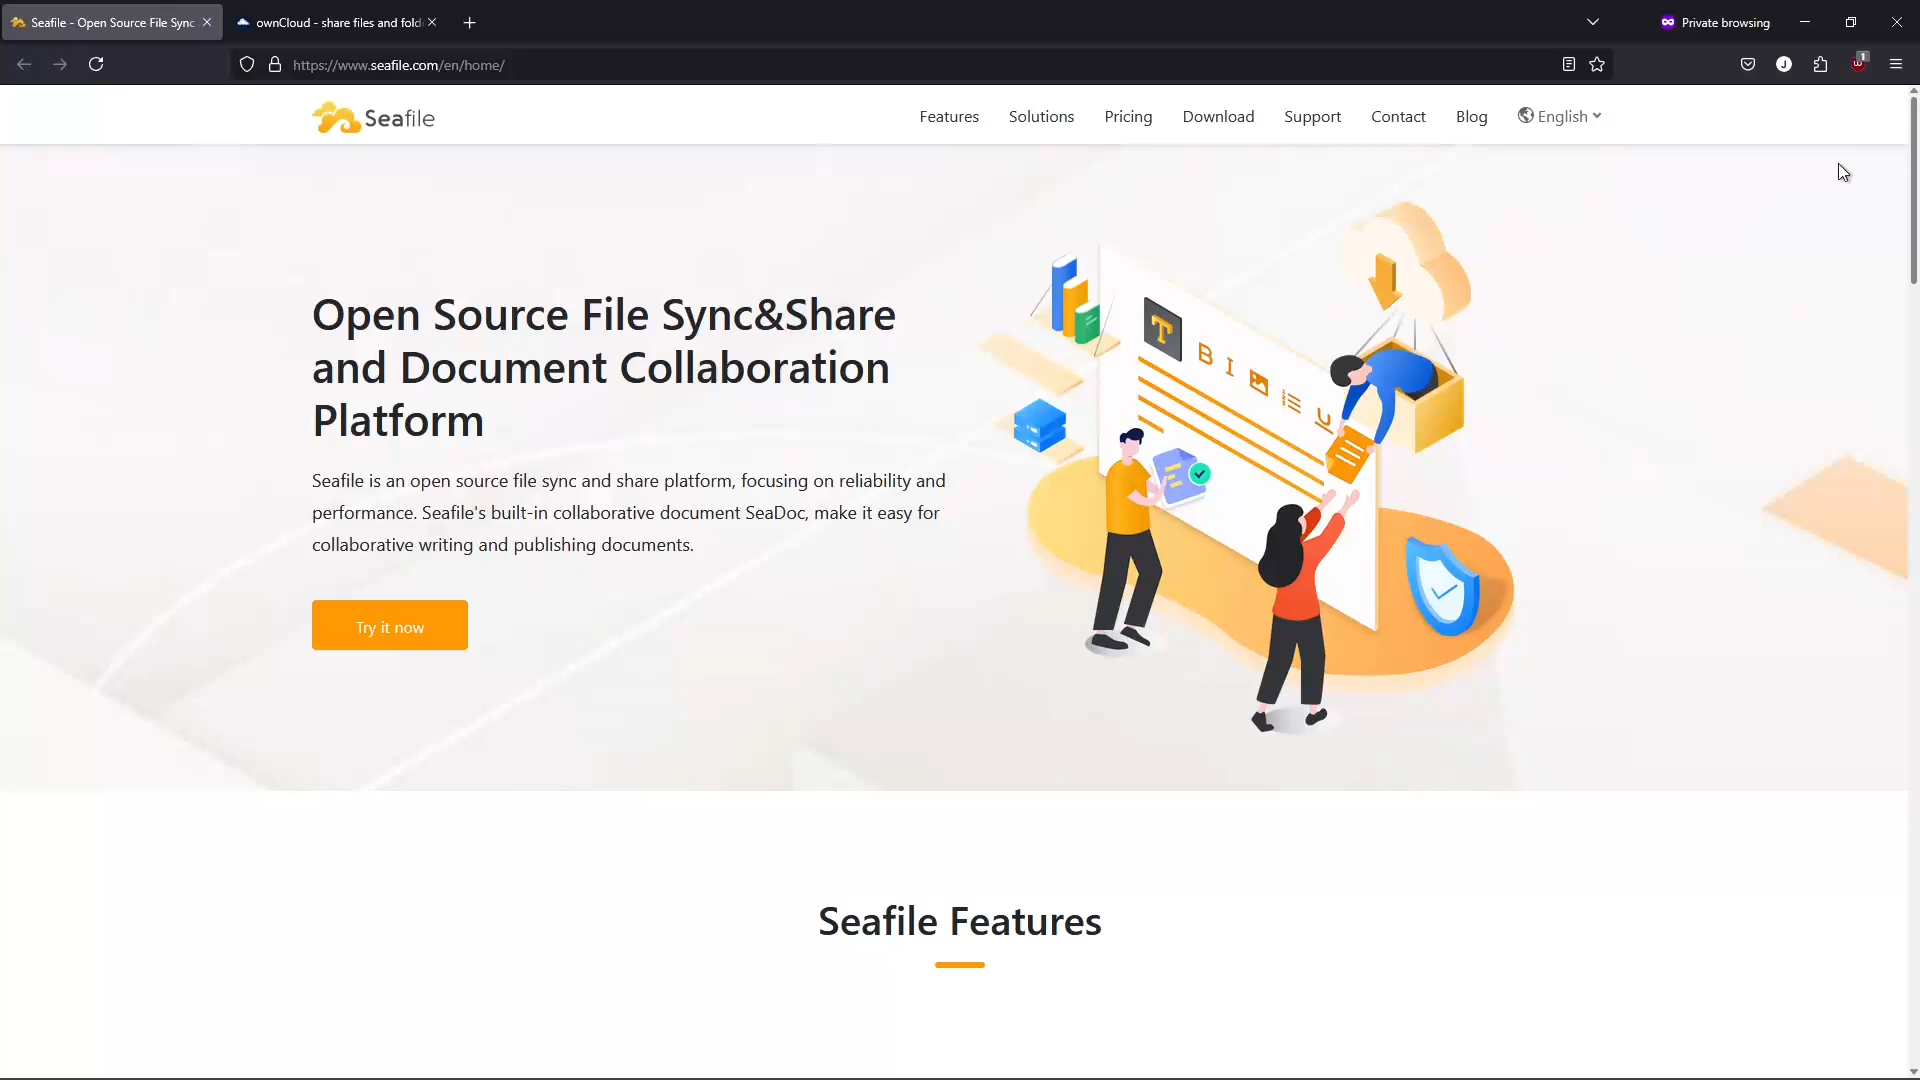 Seafile - Open Source File Sync
ownCloud - share files and fold
Private browsing
https://www.seafile.com/en/home/
J
1
Seafile
Features
Solutions
Pricing
Download
Support
Contact
Blog
English
Open Source File Sync&Share
and Document Collaboration
Platform
Seafile is an open source file sync and share platform, focusing on reliability and
performance. Seafile's built-in collaborative document SeaDoc, make it easy for
collaborative writing and publishing documents.
Try it now
T B I U
Seafile Features